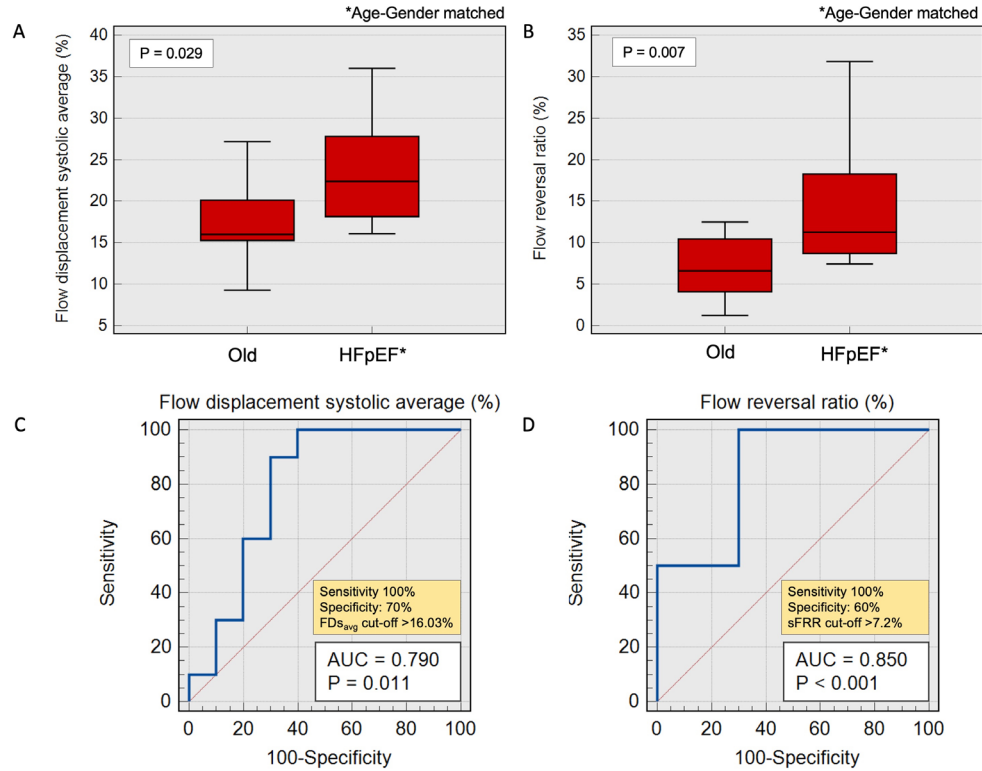 *Age-Gender matched
A
P = 0.029
Flow displacement systolic average (%)
40
35
30
25
20
15
10
5
Old
HFpEF*
*Age-Gender matched
B
P = 0.007
Flow reversal ratio (%)
35
30
25
20
15
10
5
0
Old
HFpEF*
C
Flow displacement systolic average (%)
Sensitivity
100
80
60
40
20
0
Sensitivity 100%
Specificity: 70%
FDsavg cut-off >16.03%
AUC = 0.790
P = 0.011
0 20 40 60 80 100
100-Specificity
D
Flow reversal ratio (%)
Sensitivity
100
80
60
40
20
0
Sensitivity 100%
Specificity: 60%
sFRR cut-off >7.2%
AUC = 0.850
P < 0.001
0 20 40 60 80 100
100-Specificity